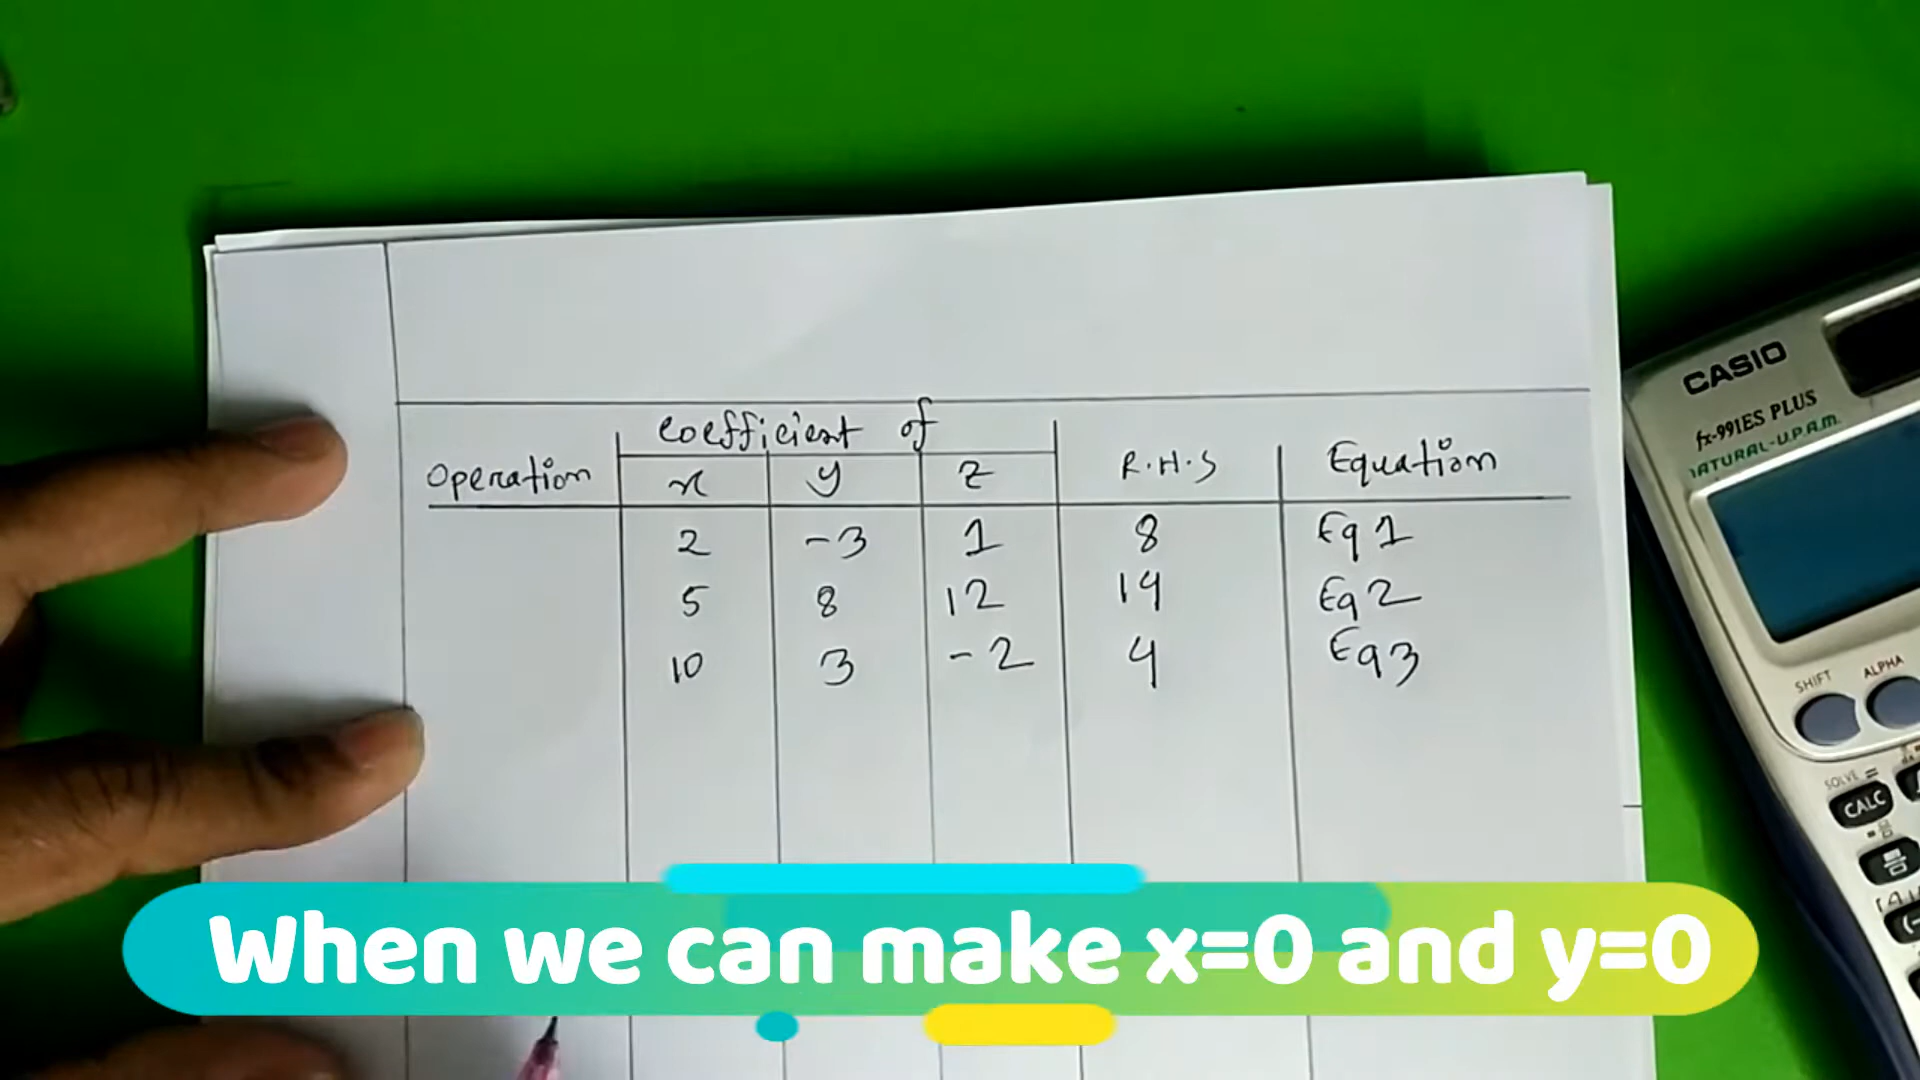 coefficient of
Operation x y z R.H.S Equation
2 -3 1 8 Eq 1
5 8 12 14 Eq 2
10 3 -2 4 Eq 3
CASIO
fx-991ES PLUS
NATURAL-V.P.A.M.
SHIFT ALPHA
SOLVE =
CALC
When we can make x=0 and y=0